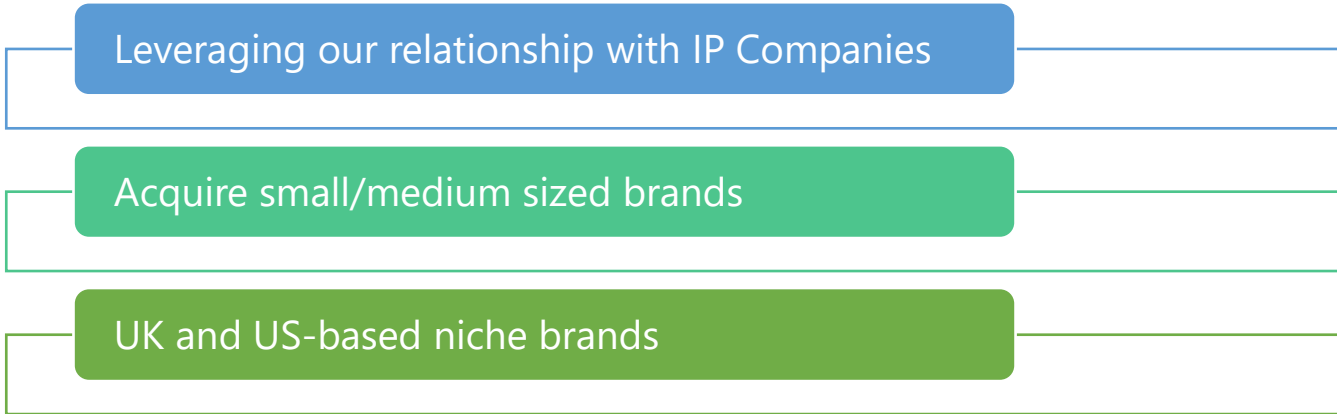 Leveraging our relationship with IP Companies
Acquire small/medium sized brands
UK and US-based niche brands